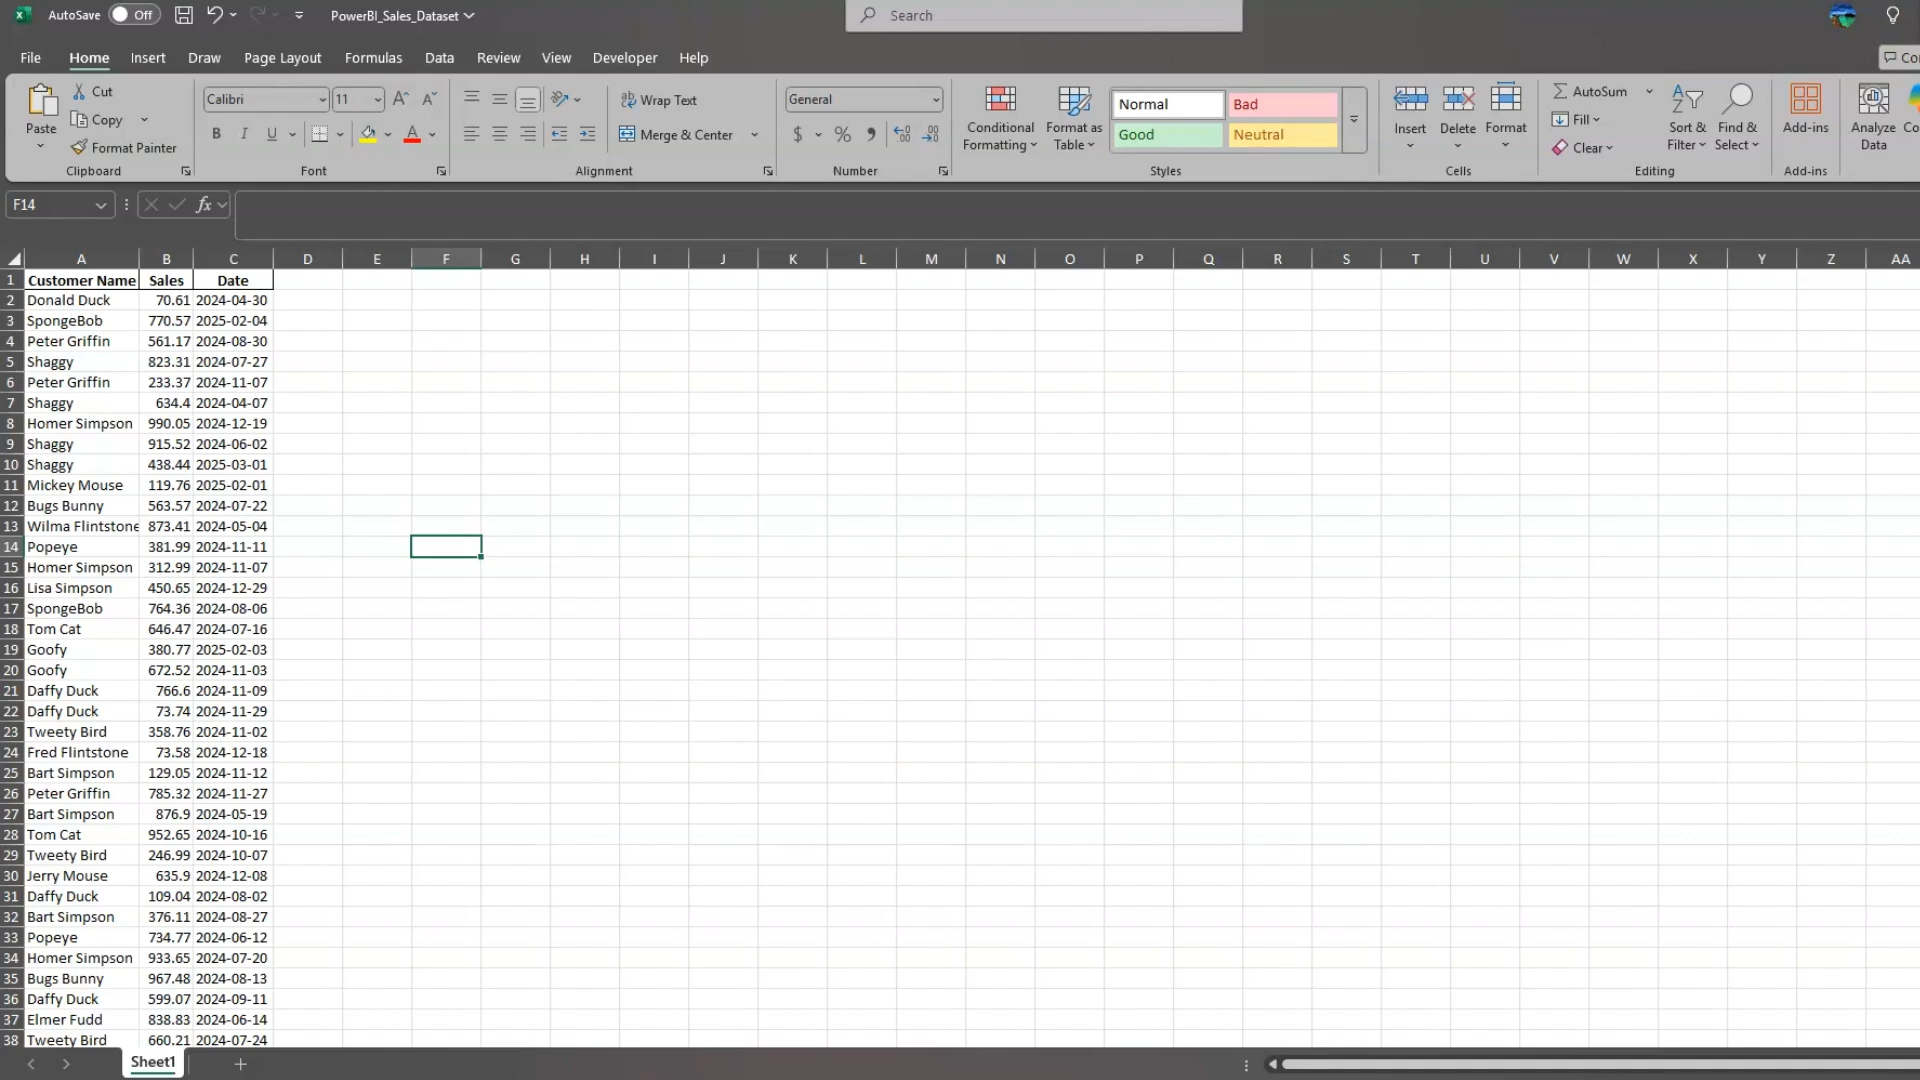 AutoSave Off PowerBI_Sales_Dataset Search
File Home Insert Draw Page Layout Formulas Data Review View Developer Help
Paste Cut Copy Format Painter Clipboard
Calibri 11 B I U A Font
Wrap Text Merge & Center Alignment
General $ % Number
Conditional Formatting Format as Table Normal Bad Good Neutral Styles
Insert Delete Format Cells
AutoSum Fill Clear Sort & Filter Find & Select Editing
Add-ins Add-ins
Analyze Data
F14 fx
A B C D E F G H I J K L M N O P Q R S T U V W X Y Z AA
1 Customer Name Sales Date
2 Donald Duck 70.61 2024-04-30
3 SpongeBob 770.57 2025-02-04
4 Peter Griffin 561.17 2024-08-30
5 Shaggy 823.31 2024-07-27
6 Peter Griffin 233.37 2024-11-07
7 Shaggy 634.4 2024-04-07
8 Homer Simpson 990.05 2024-12-19
9 Shaggy 915.52 2024-06-02
10 Shaggy 438.44 2025-03-01
11 Mickey Mouse 119.76 2025-02-01
12 Bugs Bunny 563.57 2024-07-22
13 Wilma Flintstone 873.41 2024-05-04
14 Popeye 381.99 2024-11-11
15 Homer Simpson 312.99 2024-11-07
16 Lisa Simpson 450.65 2024-12-29
17 SpongeBob 764.36 2024-08-06
18 Tom Cat 646.47 2024-07-16
19 Goofy 380.77 2025-02-03
20 Goofy 672.52 2024-11-03
21 Daffy Duck 766.6 2024-11-09
22 Daffy Duck 73.74 2024-11-29
23 Tweety Bird 358.76 2024-11-02
24 Fred Flintstone 73.58 2024-12-18
25 Bart Simpson 129.05 2024-11-12
26 Peter Griffin 785.32 2024-11-27
27 Bart Simpson 876.9 2024-05-19
28 Tom Cat 952.65 2024-10-16
29 Tweety Bird 246.99 2024-10-07
30 Jerry Mouse 635.9 2024-12-08
31 Daffy Duck 109.04 2024-08-02
32 Bart Simpson 376.11 2024-08-27
33 Popeye 734.77 2024-06-12
34 Homer Simpson 933.65 2024-07-20
35 Bugs Bunny 967.48 2024-08-13
36 Daffy Duck 599.07 2024-09-11
37 Elmer Fudd 838.83 2024-06-14
38 Tweety Bird 660.21 2024-07-24
Sheet1